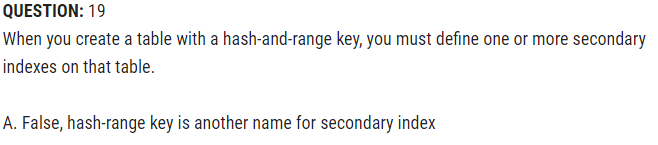 QUESTION: 19
When you create a table with a hash-and-range key, you must define one or more secondary
indexes on that table.
A. False, hash-range key is another name for secondary index